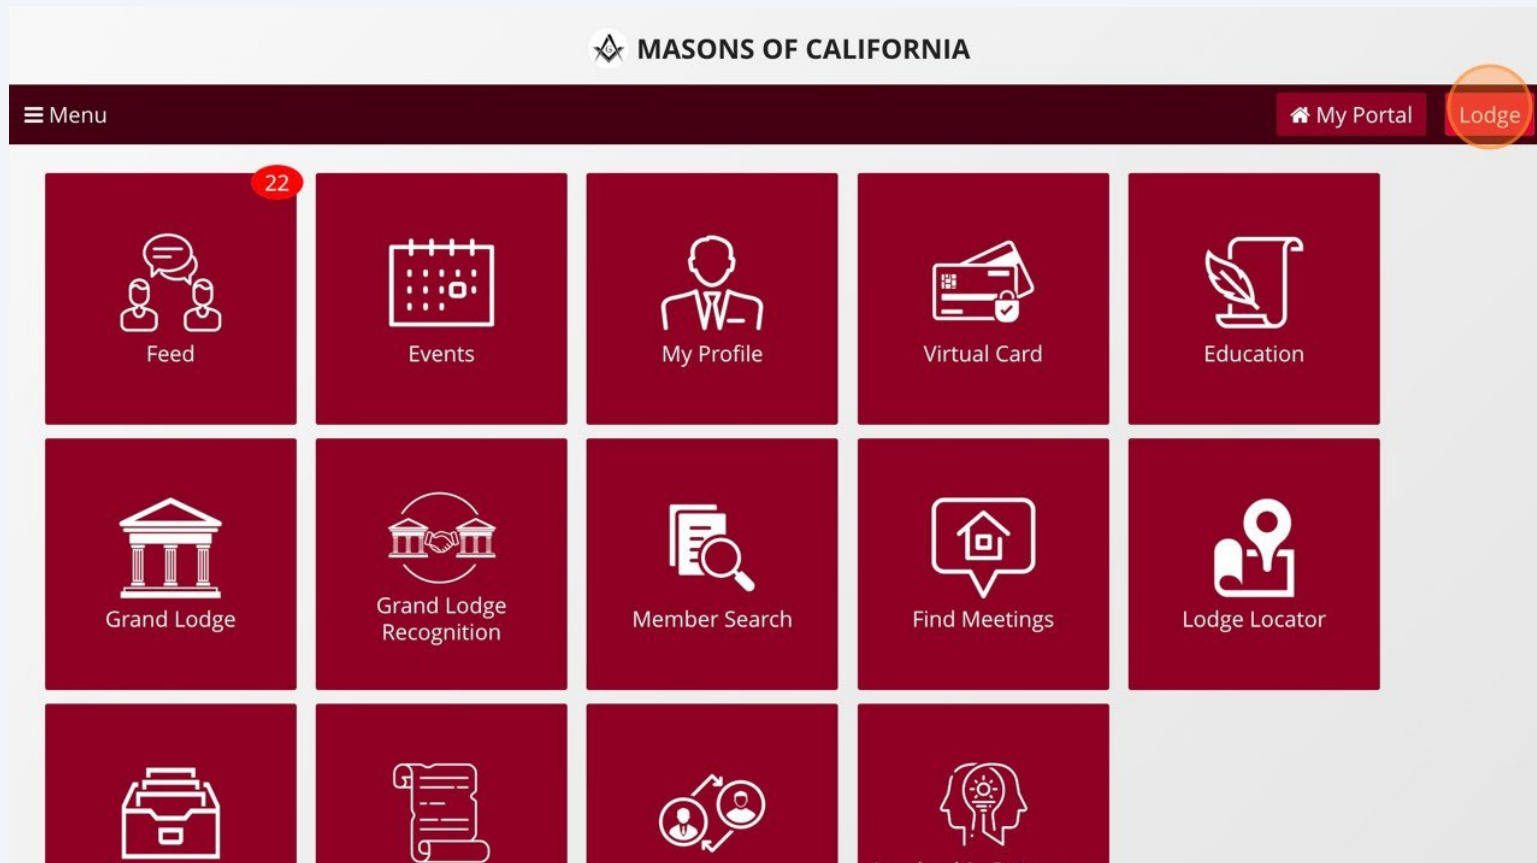 MASONS OF CALIFORNIA
Menu
My Portal
Lodge
22
Feed
Events
My Profile
Virtual Card
Education
Grand Lodge
Grand Lodge
Recognition
Member Search
Find Meetings
Lodge Locator